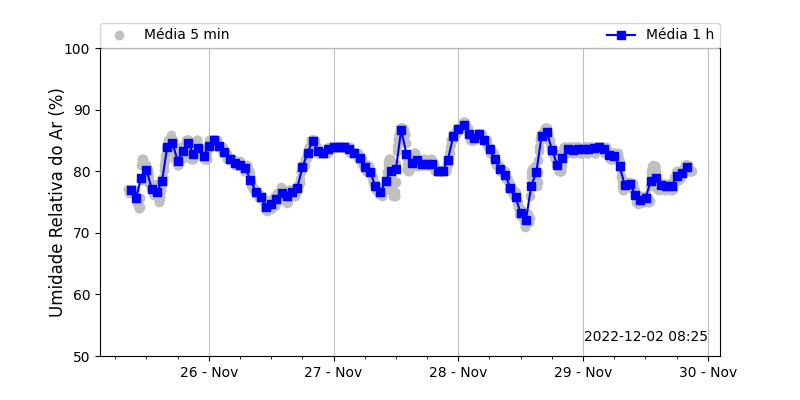 Média 5 min
Média 1 h
100
90
80
70
60
50
Umidade Relativa do Ar (%)
2022-12-02 08:25
26 - Nov
27 - Nov
28 - Nov
29 - Nov
30 - Nov